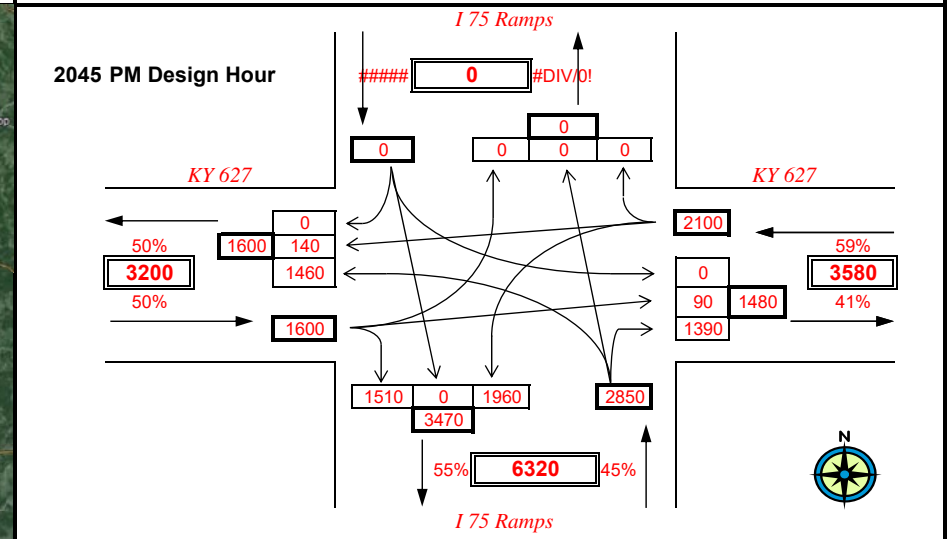 I 75 Ramps
2045 PM Design Hour
##### 0 #DIV/0!
0
0 0 0 0
KY 627 KY 627
0 2100
50% 1600 140 59%
3200 1460 0 3580
50% 90 1480 41%
1600 1390
1510 0 1960 2850
3470
55% 6320 45%
N
I 75 Ramps